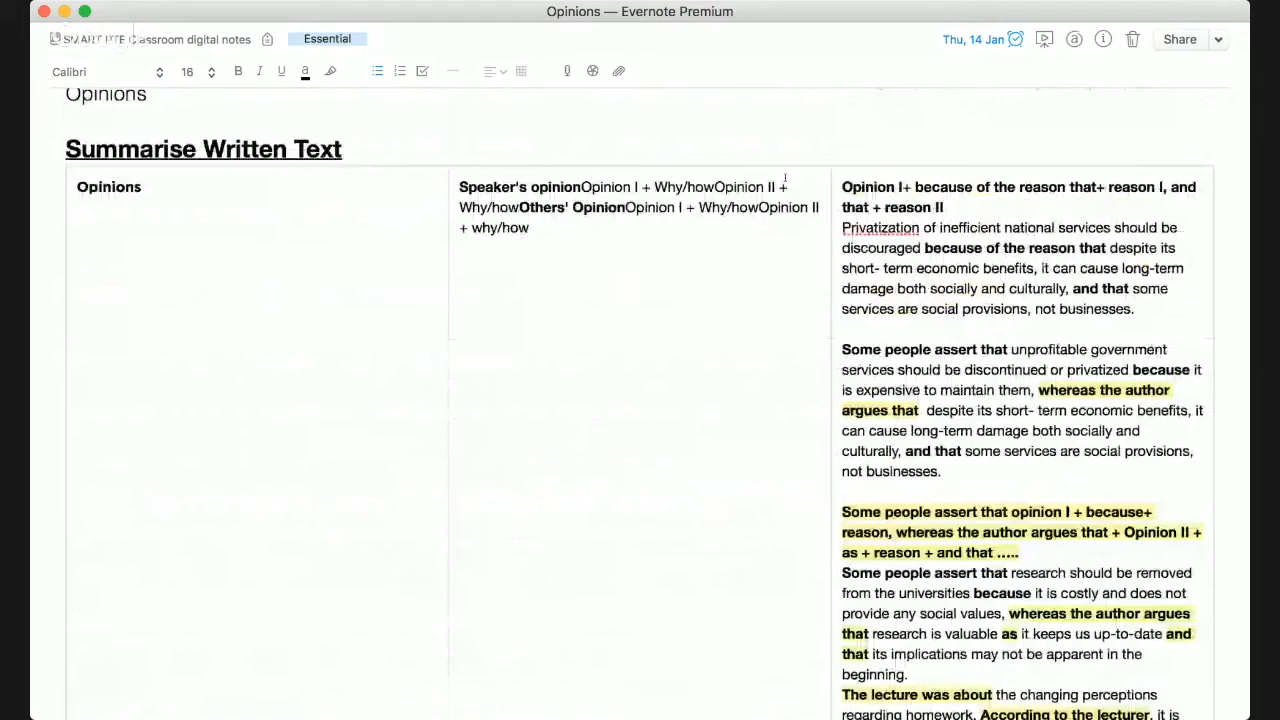 Opinions — Evernote Premium
SMART PTE Classroom digital notes
Essential
Thu, 14 Jan
Share
Calibri
16
B I U a
Opinions
Summarise Written Text
Opinions
Speaker's opinionOpinion I + Why/howOpinion II +
Why/howOthers' OpinionOpinion I + Why/howOpinion II
+ why/how
Opinion I+ because of the reason that+ reason I, and
that + reason II
Privatization of inefficient national services should be
discouraged because of the reason that despite its
short- term economic benefits, it can cause long-term
damage both socially and culturally, and that some
services are social provisions, not businesses.
Some people assert that unprofitable government
services should be discontinued or privatized because it
is expensive to maintain them, whereas the author
argues that despite its short- term economic benefits, it
can cause long-term damage both socially and
culturally, and that some services are social provisions,
not businesses.
Some people assert that opinion I + because+
reason, whereas the author argues that + Opinion II +
as + reason + and that .....
Some people assert that research should be removed
from the universities because it is costly and does not
provide any social values, whereas the author argues
that research is valuable as it keeps us up-to-date and
that its implications may not be apparent in the
beginning.
The lecture was about the changing perceptions
regarding homework. According to the lecturer, it is